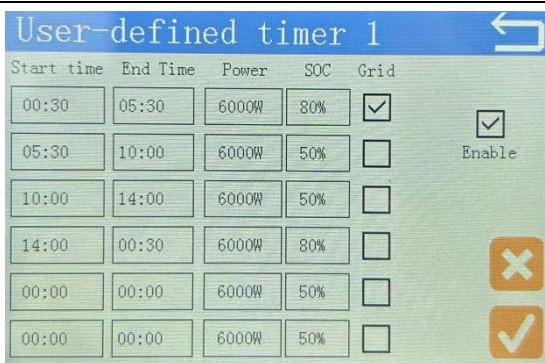 User-defined timer 1
Start time End Time Power SOC Grid
00:30 05:30 6000W 80%
05:30 10:00 6000W 50%
Enable
10:00 14:00 6000W 50%
14:00 00:30 6000W 80%
00:00 00:00 6000W 50%
00:00 00:00 6000W 50%